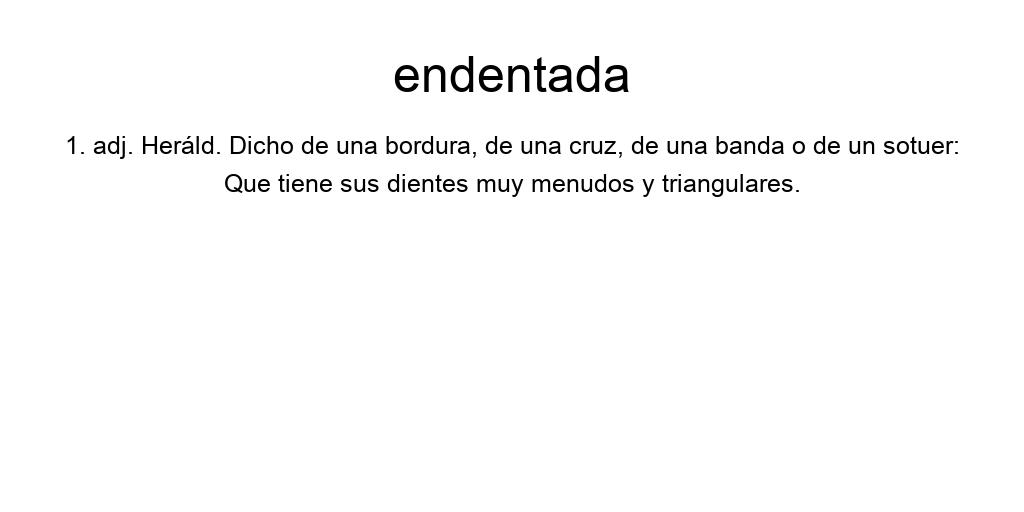 endentada
1. adj. Heráld. Dicho de una bordura, de una cruz, de una banda o de un sotuer:
Que tiene sus dientes muy menudos y triangulares.